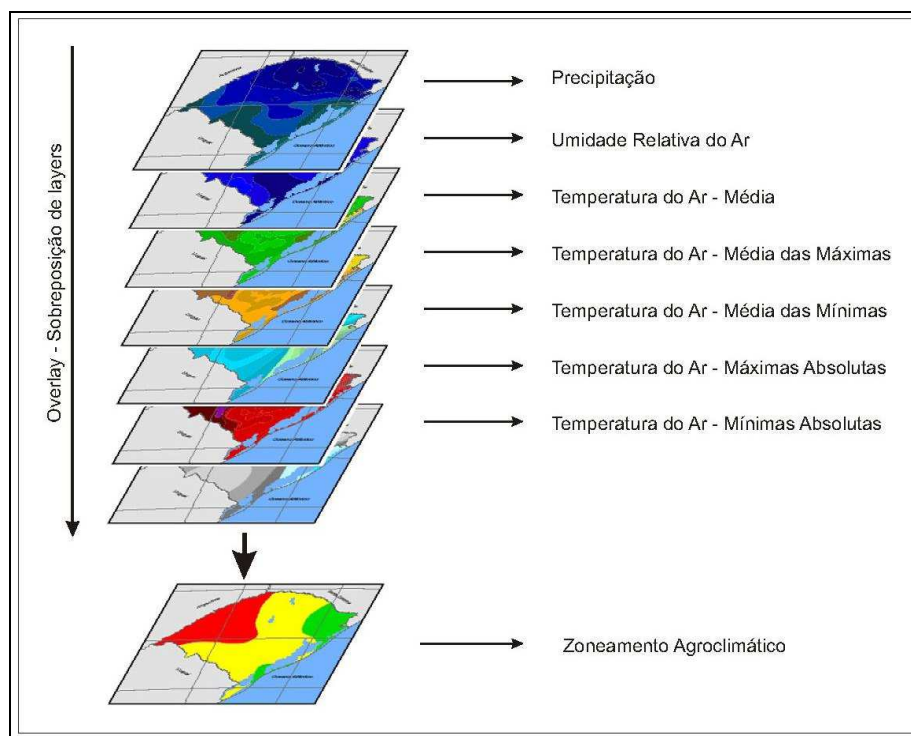 Overlay - Sobreposição de layers
Precipitação
Umidade Relativa do Ar
Temperatura do Ar - Média
Temperatura do Ar - Média das Máximas
Temperatura do Ar - Média das Mínimas
Temperatura do Ar - Máximas Absolutas
Temperatura do Ar - Mínimas Absolutas
Zoneamento Agroclimático